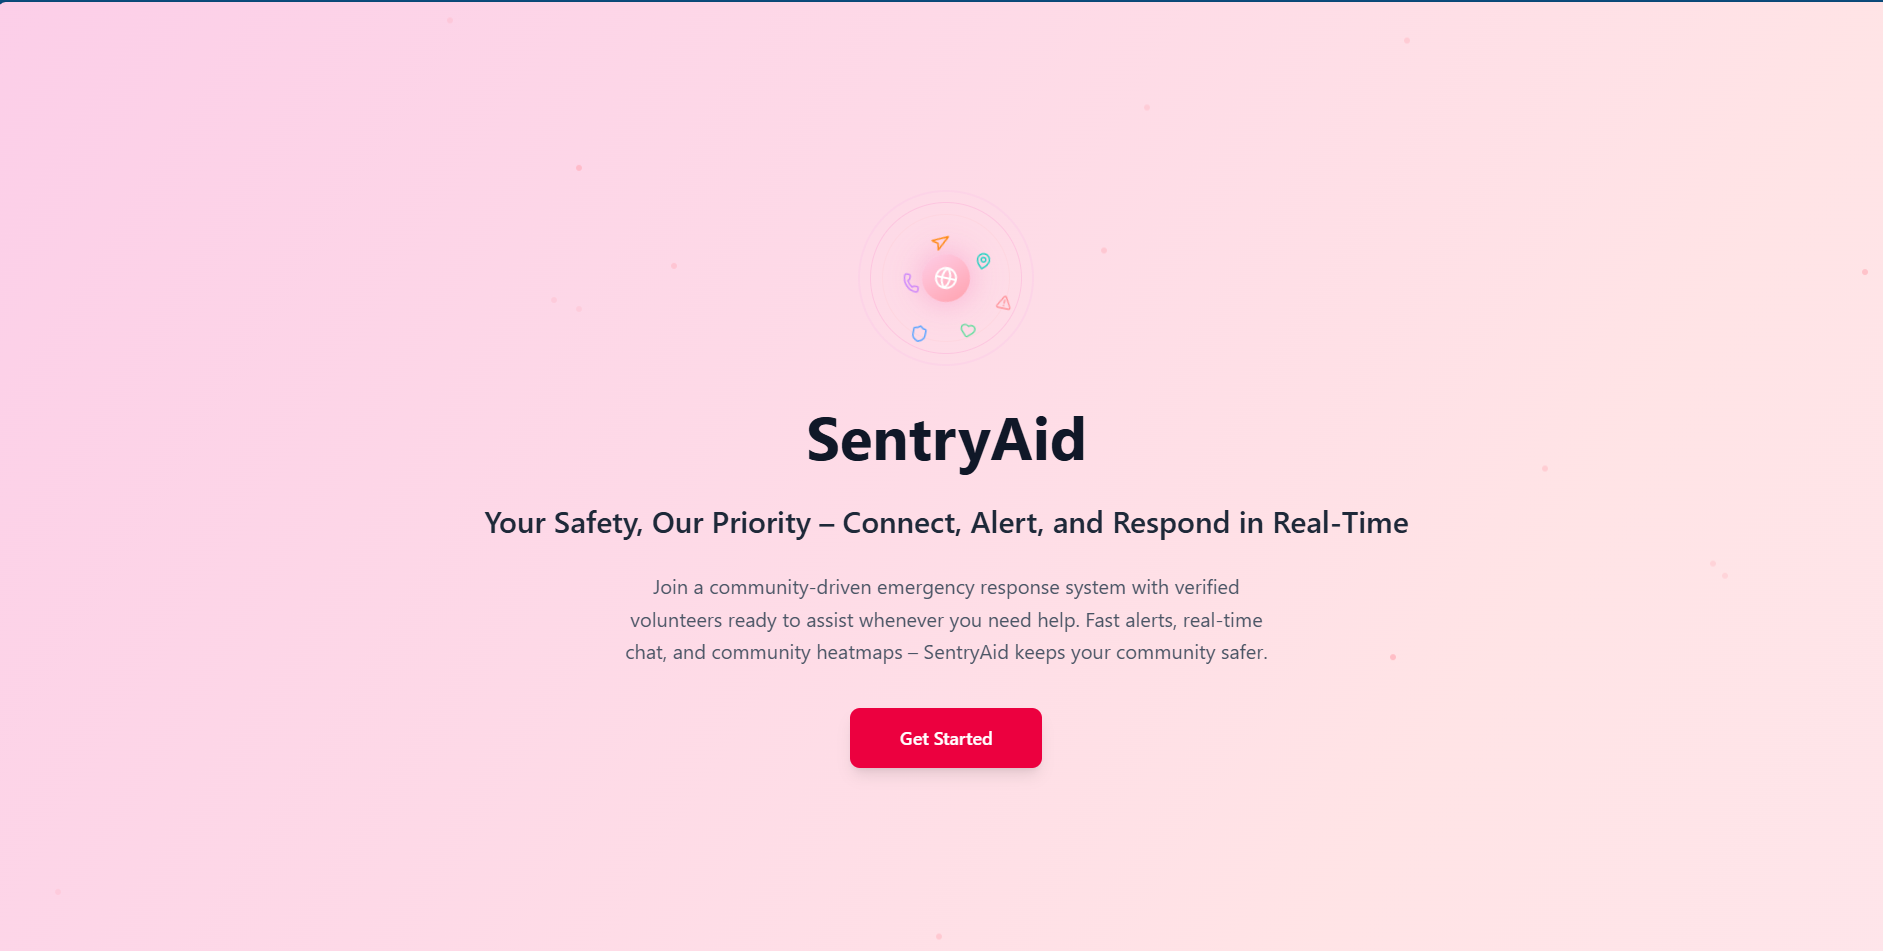 SentryAid
Your Safety, Our Priority – Connect, Alert, and Respond in Real-Time
Join a community-driven emergency response system with verified
volunteers ready to assist whenever you need help. Fast alerts, real-time
chat, and community heatmaps – SentryAid keeps your community safer.
Get Started